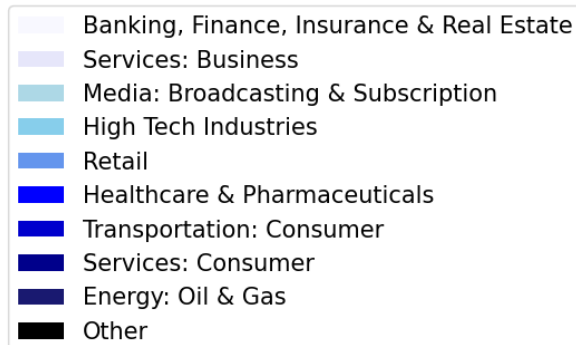 Banking, Finance, Insurance & Real Estate
Services: Business
Media: Broadcasting & Subscription
High Tech Industries
Retail
Healthcare & Pharmaceuticals
Transportation: Consumer
Services: Consumer
Energy: Oil & Gas
Other